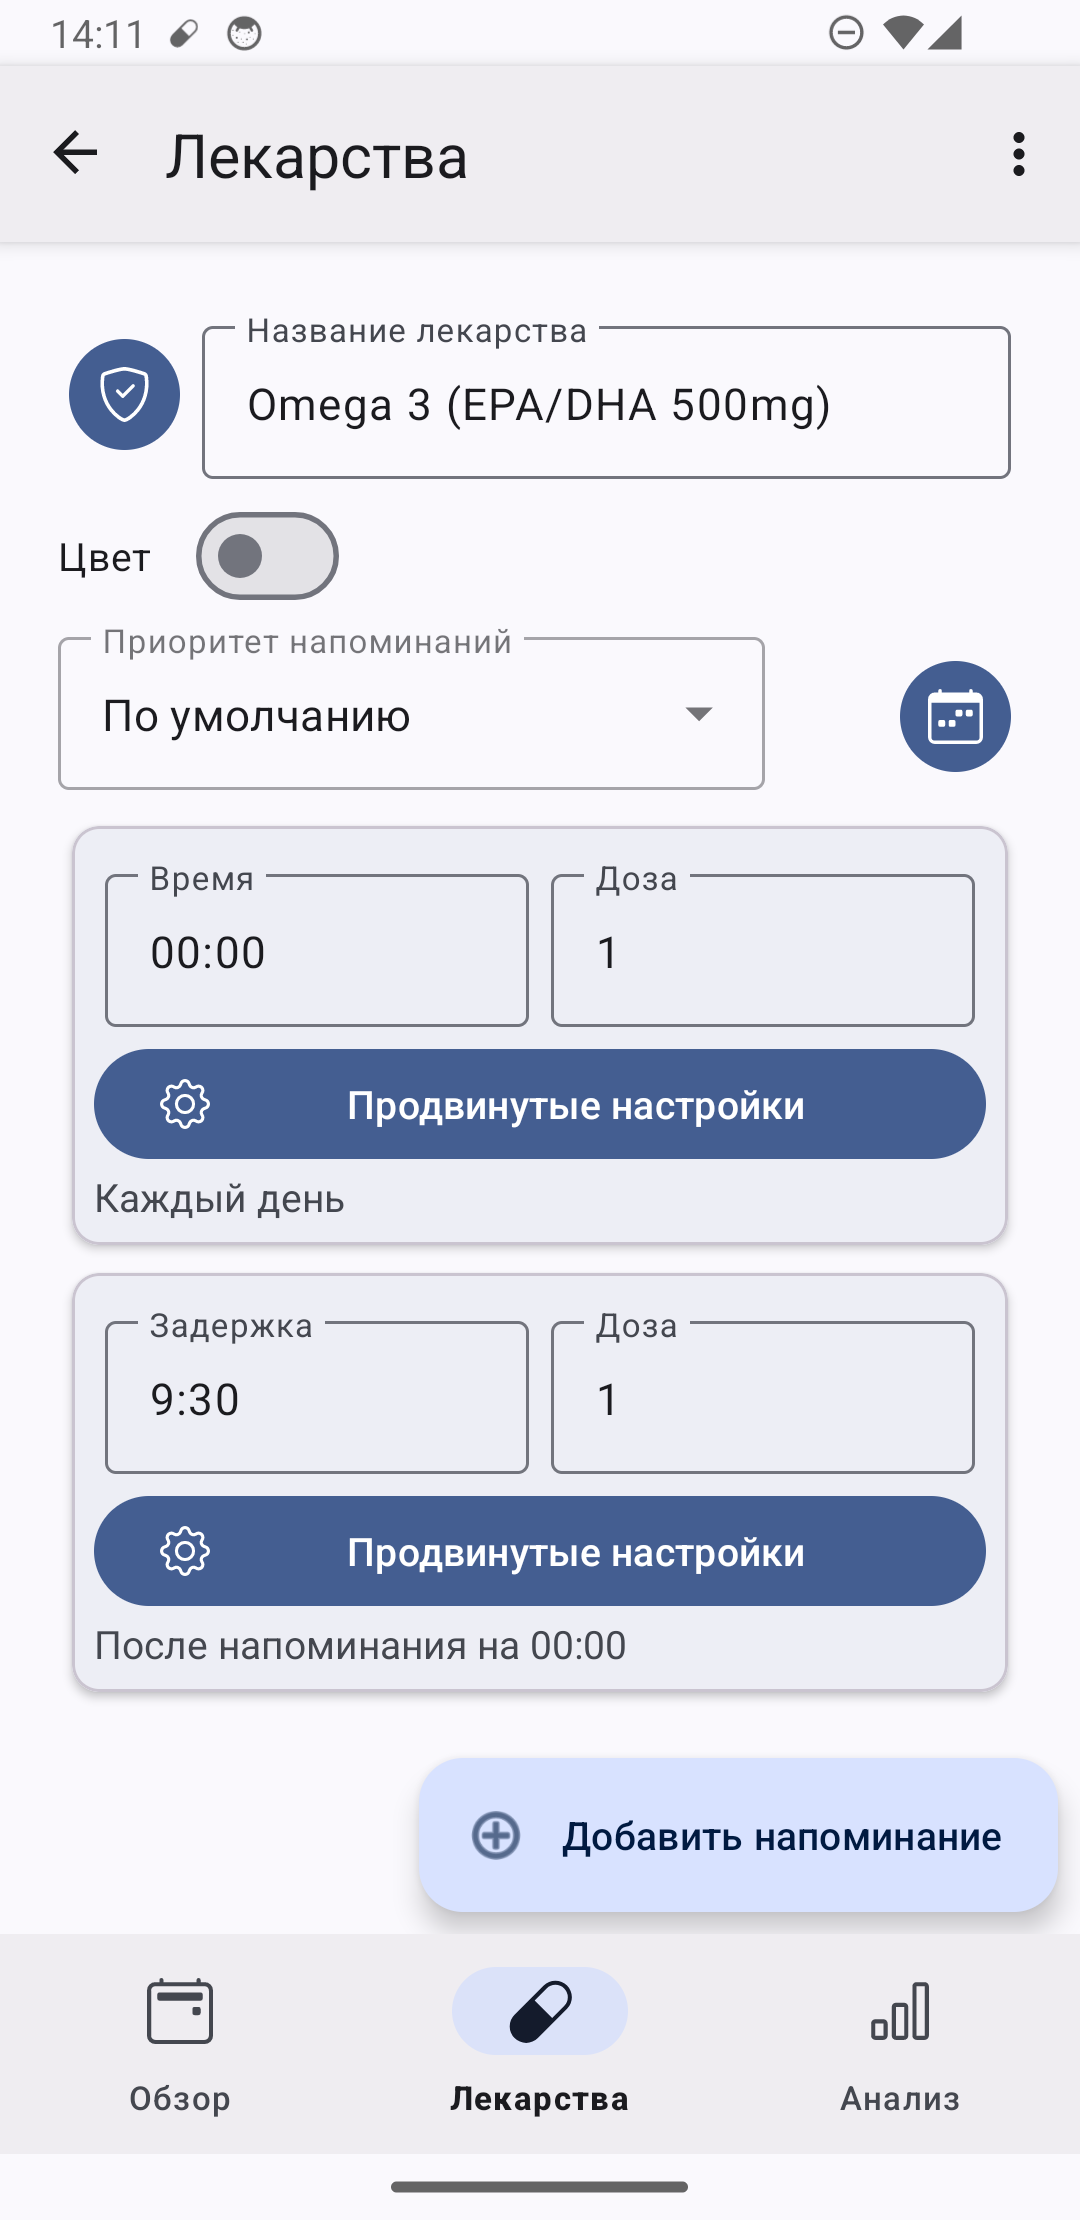 14:11
Лекарства
Название лекарства
Omega 3 (EPA/DHA 500mg)
Цвет
Приоритет напоминаний
По умолчанию
Время
Доза
00:00
1
Продвинутые настройки
Каждый день
Задержка
Доза
9:30
1
Продвинутые настройки
После напоминания на 00:00
Добавить напоминание
Обзор
Лекарства
Анализ